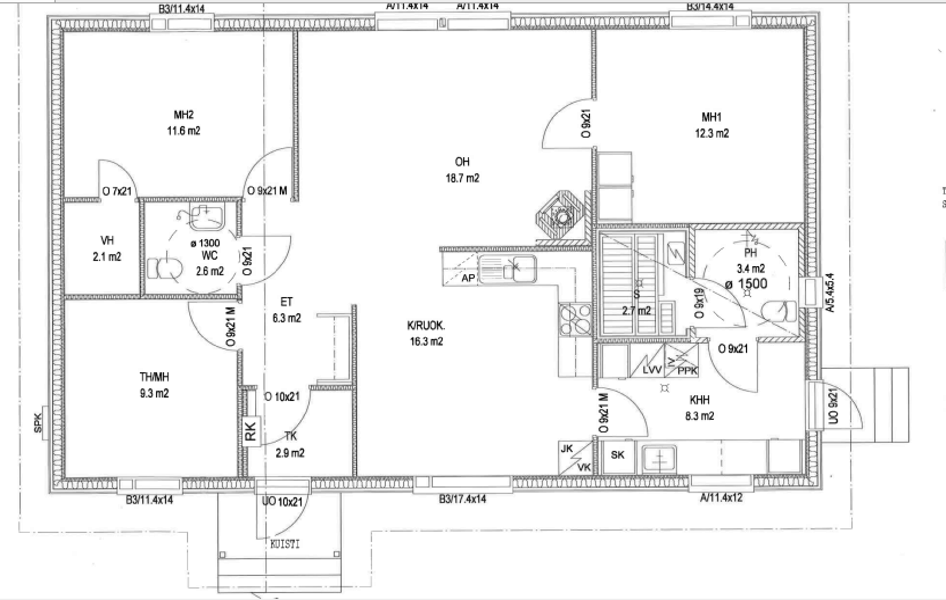 B3/11.4x14
A/11.4x14
A/11.4x14
B3/14.4x14
MH2
11.6 m2
O 9x21
MH1
12.3 m2
OH
18.7 m2
O 7x21
O 9x21 M
VH
2.1 m2
ø 1300
WC
2.6 m2
O 9x21
PH
3.4 m2
ø 1500
AP
S
2.7 m2
O 9x19
A/5.4x5.4
ET
6.3 m2
O 9x21 M
K/RUOK.
16.3 m2
O 9x21
LVV
PPK
TH/MH
9.3 m2
O 10x21
KHH
8.3 m2
O 9x21 M
UO 9x21
SPK
RK
TK
2.9 m2
JK
VK
SK
B3/11.4x14
UO 10x21
B3/17.4x14
A/11.4x12
KUISTI